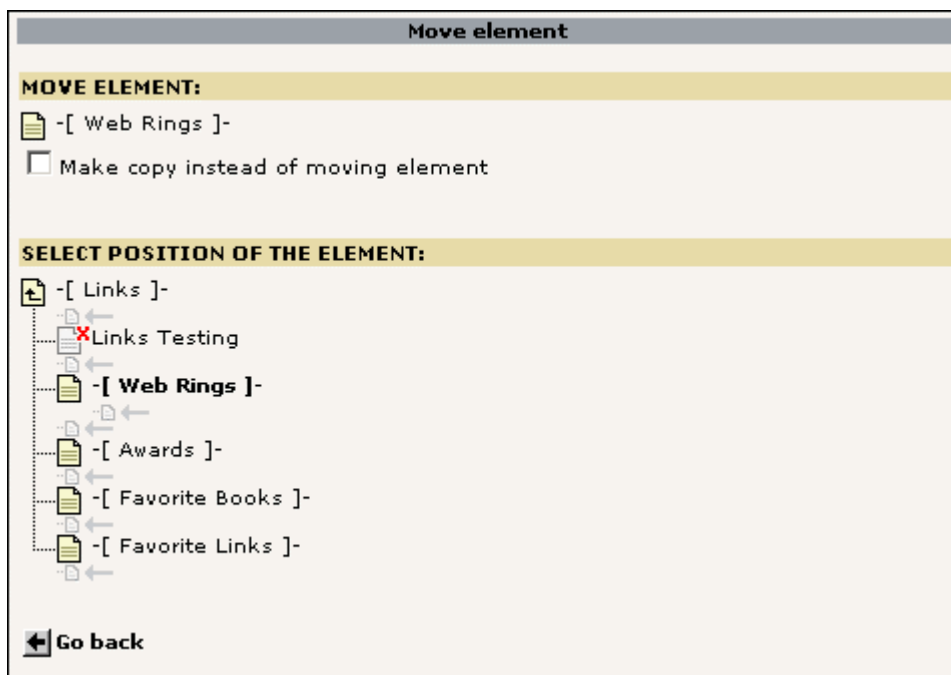 Move element
MOVE ELEMENT:
-[ Web Rings ]-
Make copy instead of moving element
SELECT POSITION OF THE ELEMENT:
-[ Links ]-
Links Testing
-[ Web Rings ]-
-[ Awards ]-
-[ Favorite Books ]-
-[ Favorite Links ]-
Go back